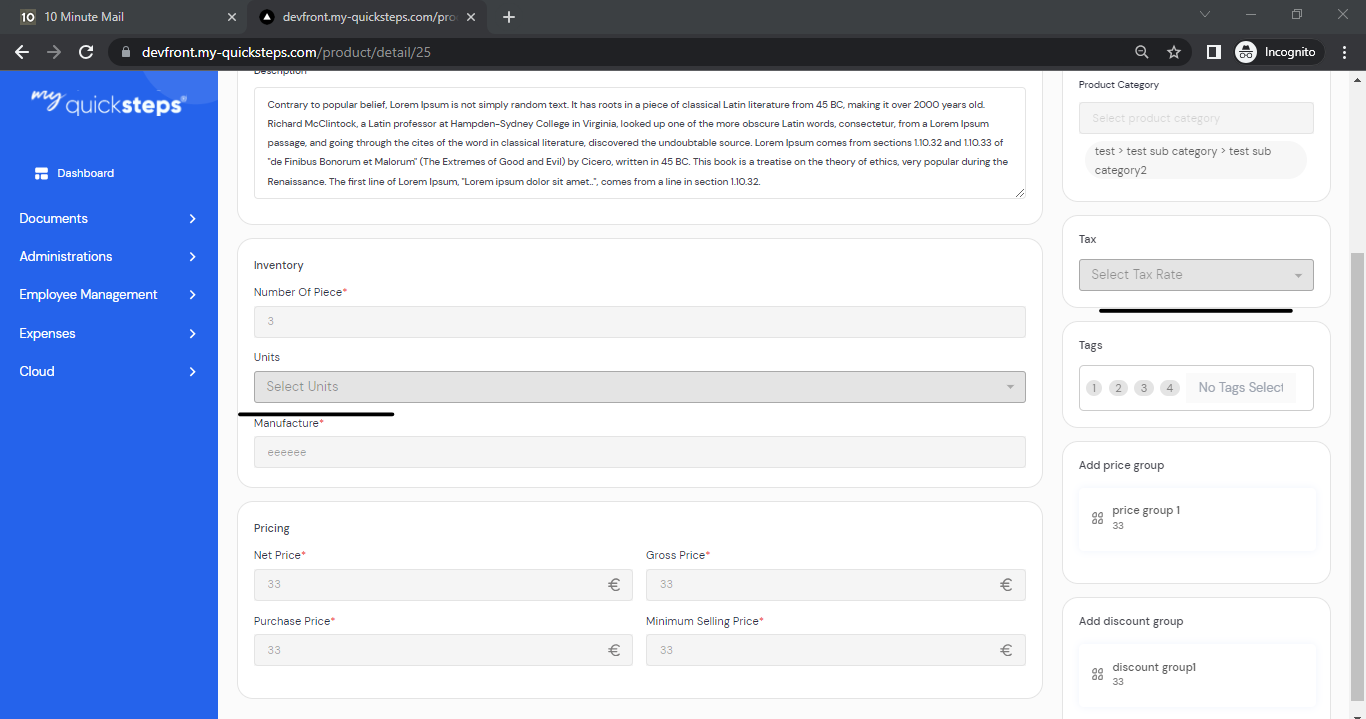 10 10 Minute Mail
devfront.my-quicksteps.com/pro
devfront.my-quicksteps.com/product/detail/25
Incognito
my quicksteps®
Dashboard
Documents
Administrations
Employee Management
Expenses
Cloud
Description
Contrary to popular belief, Lorem Ipsum is not simply random text. It has roots in a piece of classical Latin literature from 45 BC, making it over 2000 years old.
Richard McClintock, a Latin professor at Hampden-Sydney College in Virginia, looked up one of the more obscure Latin words, consectetur, from a Lorem Ipsum
passage, and going through the cites of the word in classical literature, discovered the undoubtable source. Lorem Ipsum comes from sections 1.10.32 and 1.10.33 of
"de Finibus Bonorum et Malorum" (The Extremes of Good and Evil) by Cicero, written in 45 BC. This book is a treatise on the theory of ethics, very popular during the
Renaissance. The first line of Lorem Ipsum, "Lorem ipsum dolor sit amet..", comes from a line in section 1.10.32.
Inventory
Number Of Piece*
3
Units
Select Units
Manufacture*
eeeeee
Pricing
Net Price*
Gross Price*
33 €
33 €
Purchase Price*
Minimum Selling Price*
33 €
33 €
Product Category
Select product category
test > test sub category > test sub
category2
Tax
Select Tax Rate
Tags
1 2 3 4 No Tags Select
Add price group
price group 1
33
Add discount group
discount group1
33